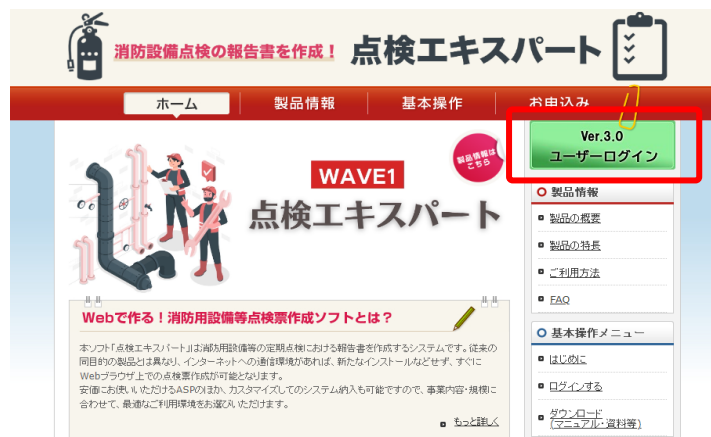 消防設備点検の報告書を作成！ 点検エキスパート
ホーム 製品情報 基本操作 お申込み
Ver.3.0
ユーザーログイン
製品情報は
こちら
WAVE1
点検エキスパート
製品情報
製品の概要
製品の特長
ご利用方法
FAQ
Webで作る！消防用設備等点検票作成ソフトとは？
本ソフト「点検エキスパート」は消防用設備等の定期点検における報告書を作成するシステムです。従来の
同目的の製品とは異なり、インターネットへの通信環境があれば、新たなインストールなどせず、すぐに
Webブラウザ上での点検票作成が可能となります。
安価にお使いいただけるASPのほか、カスタマイズしてのシステム納入も可能ですので、事業内容・規模に
合わせて、最適なご利用環境をお選びいただけます。
もっと詳しく
基本操作メニュー
はじめに
ログインする
ダウンロード
(マニュアル・資料等)